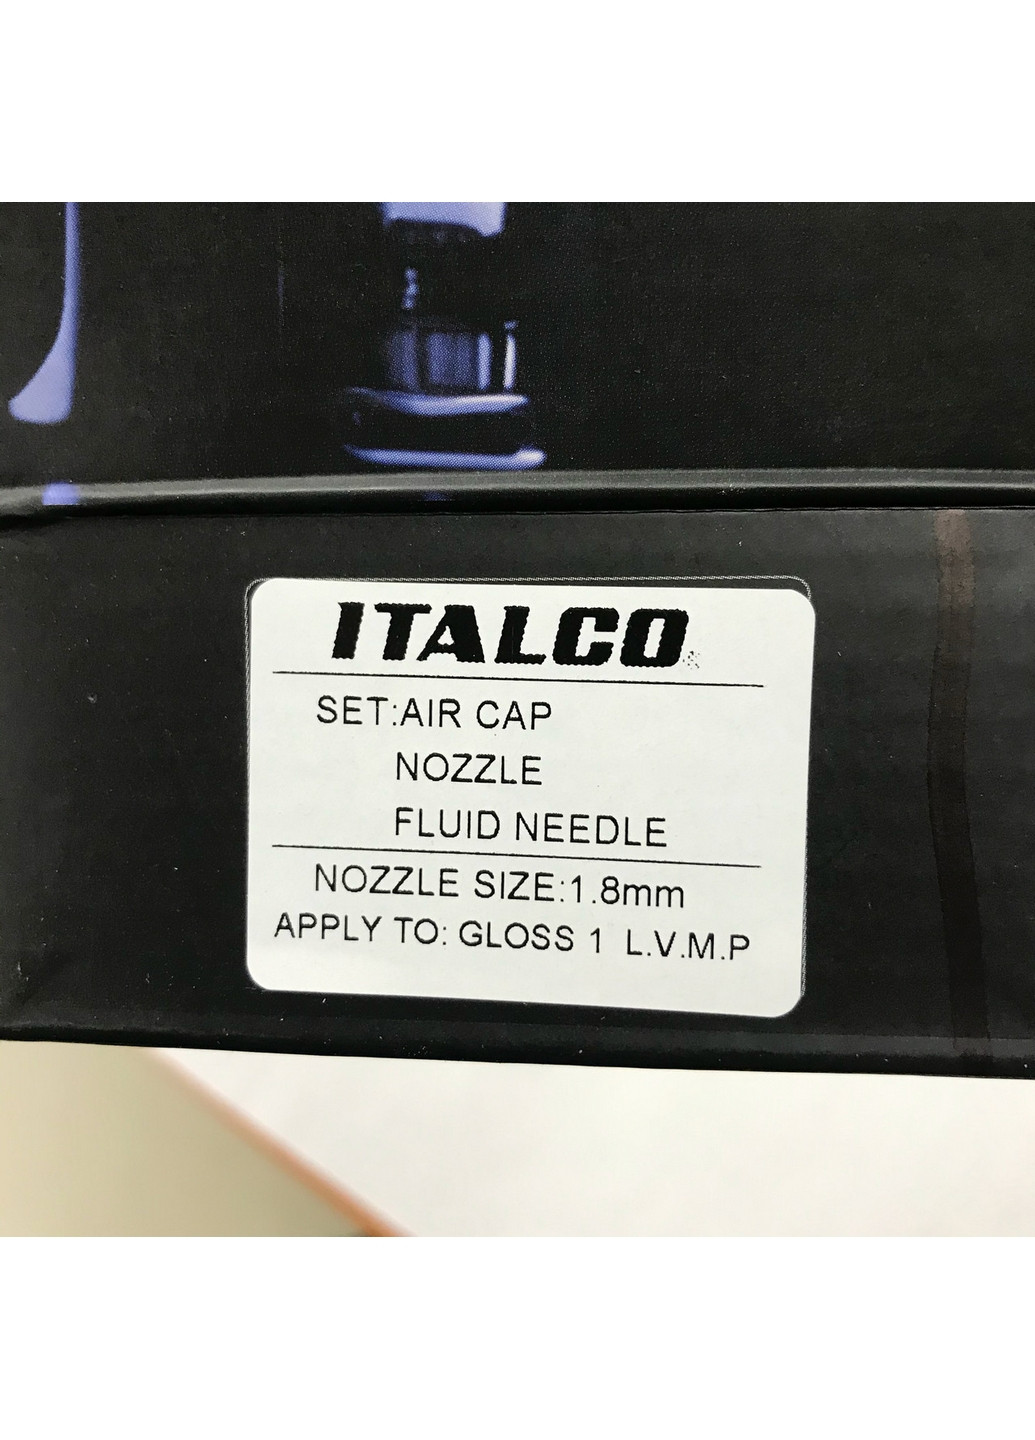 ITALCO
SET:AIR CAP
NOZZLE
FLUID NEEDLE
NOZZLE SIZE:1.8mm
APPLY TO: GLOSS 1 L.V.M.P